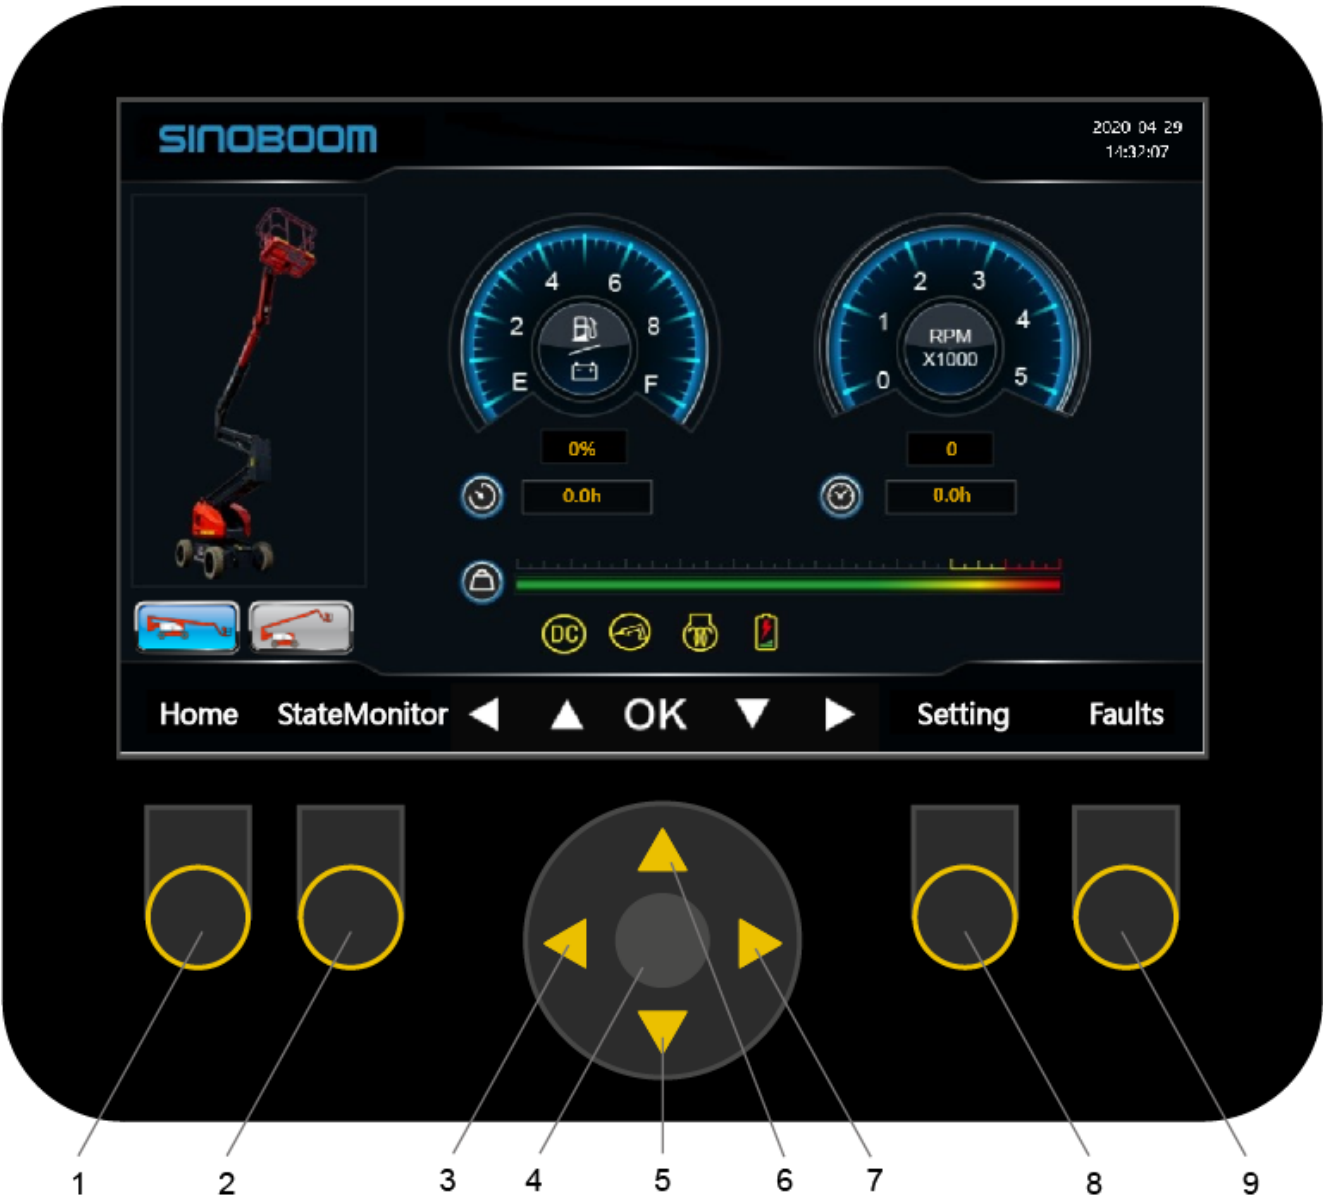 SINOBOOM
2020-04-29
14:32:07
E 2 4 6 8 F
0 1 2 3 4 5
RPM
X1000
0%
0
0.0h
0.0h
DC
Home StateMonitor OK Setting Faults
1 2 3 4 5 6 7 8 9